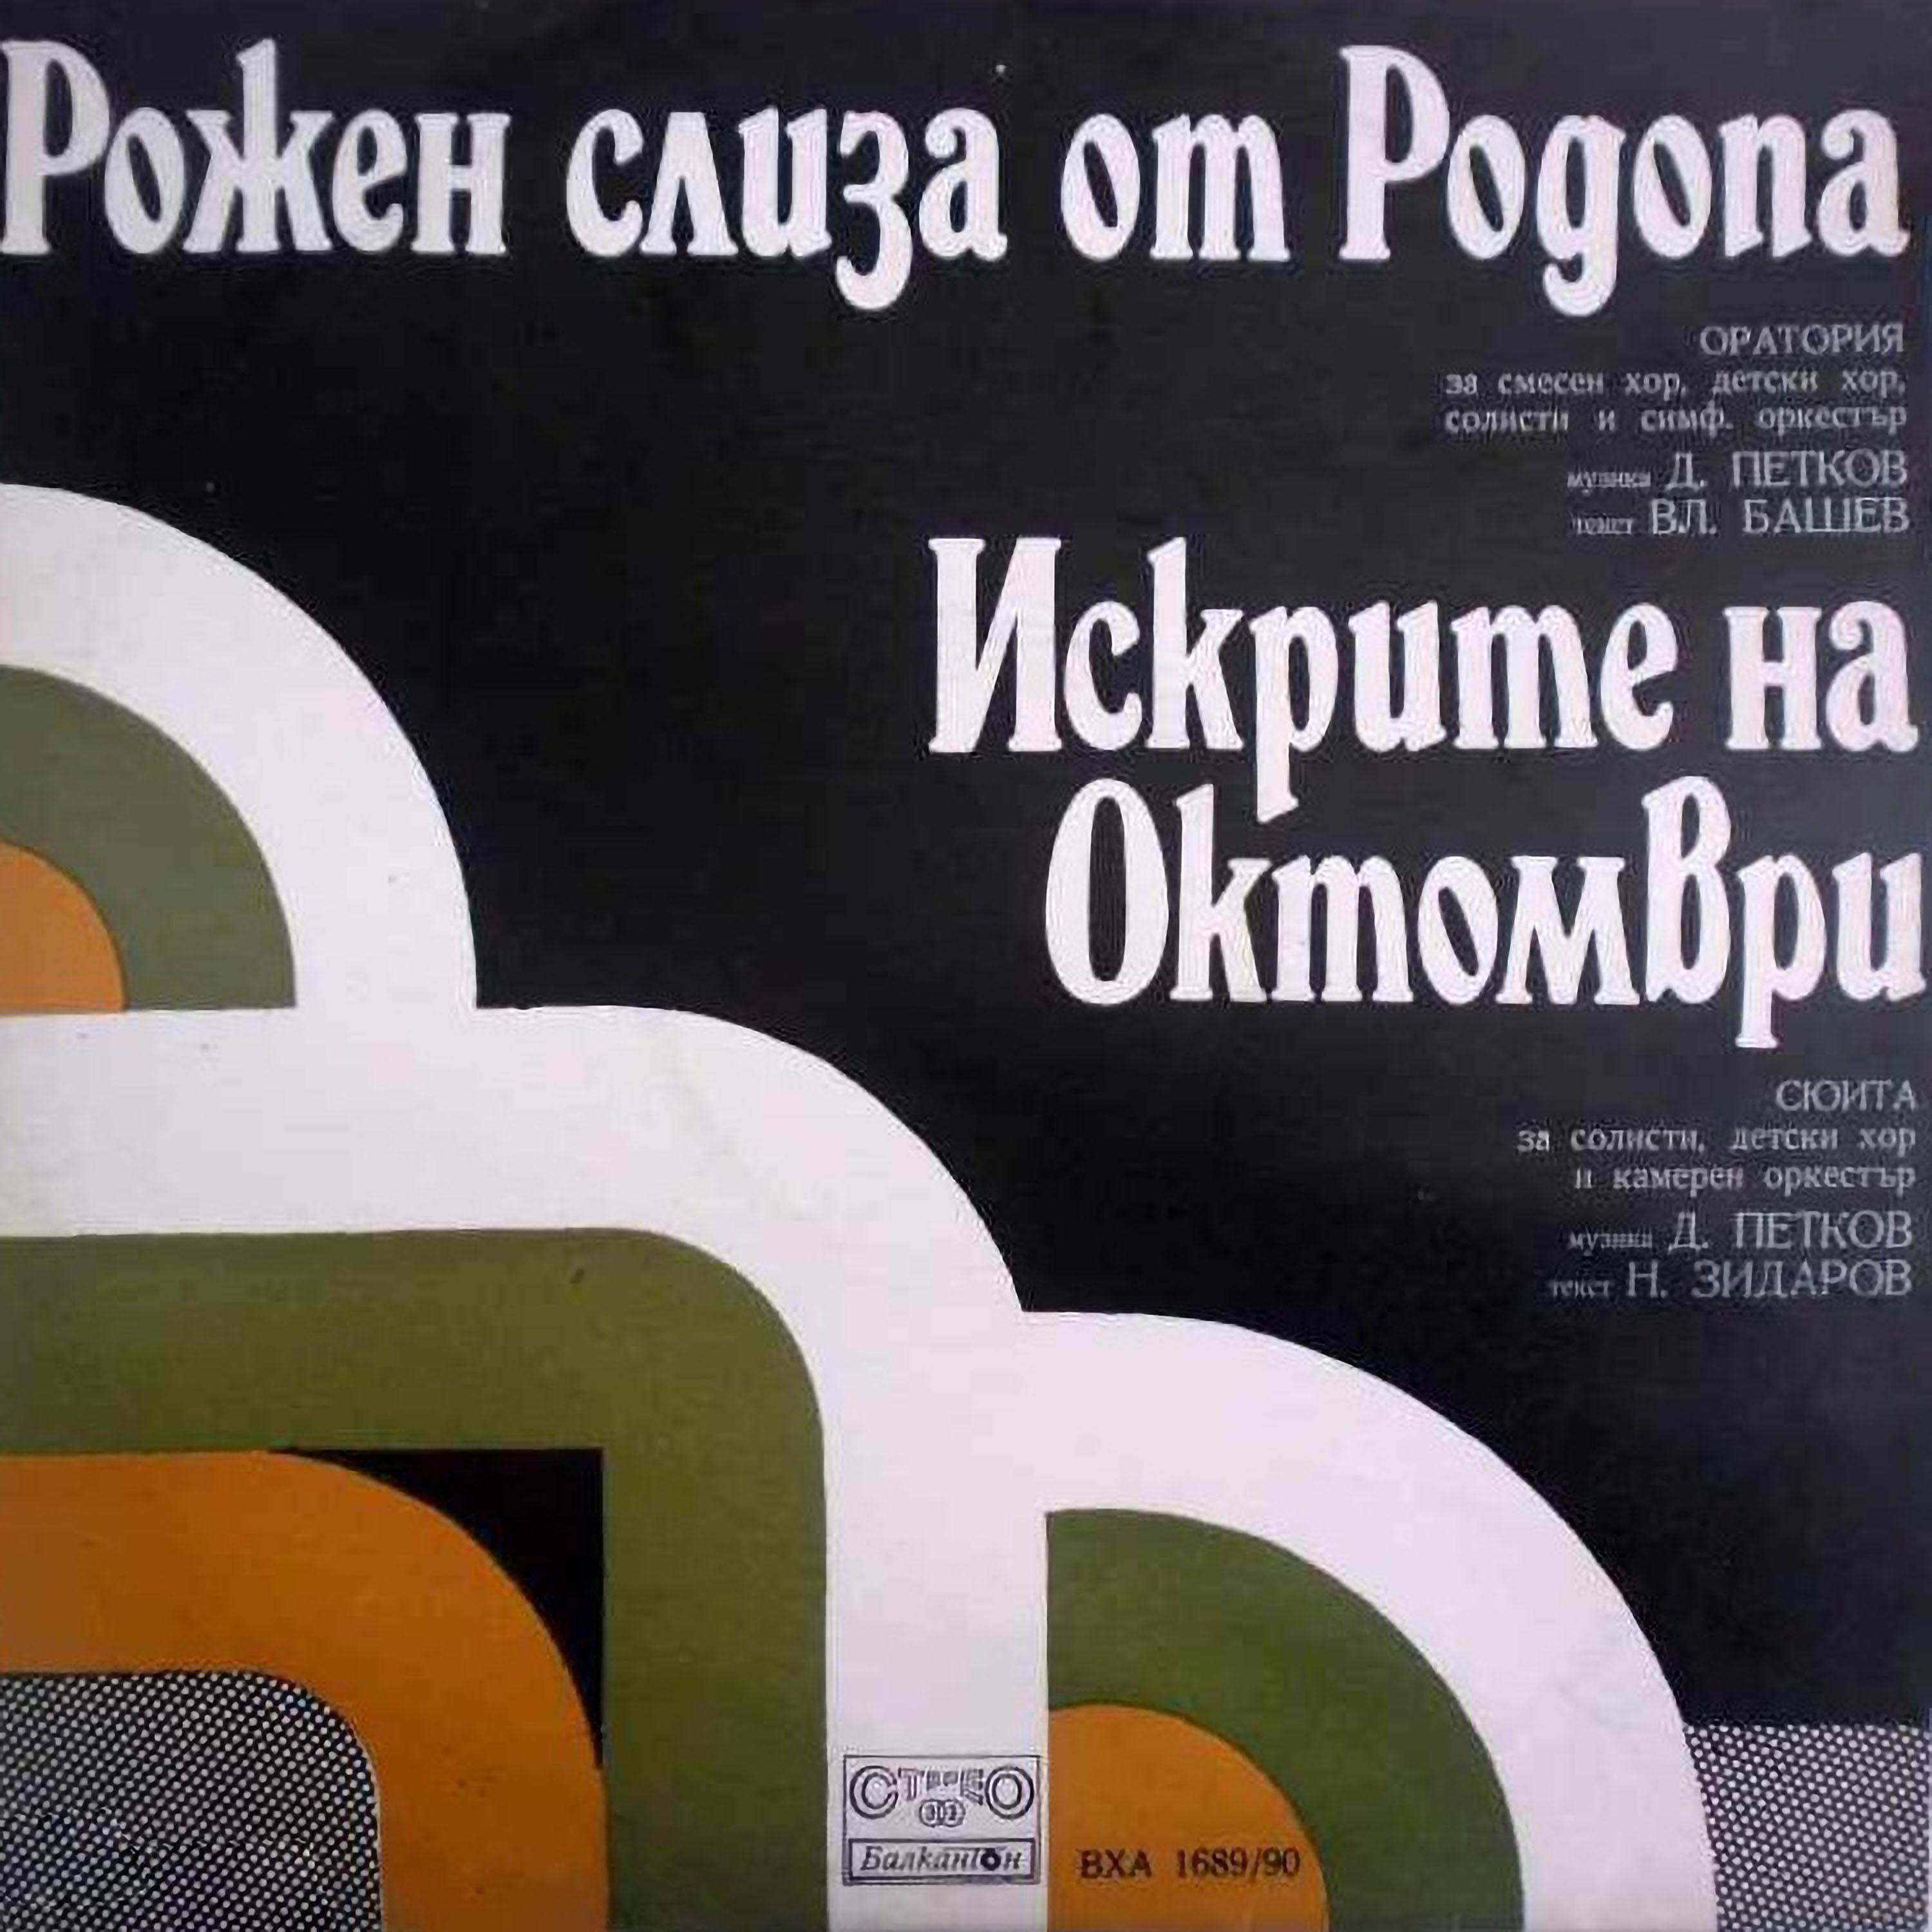 Рожен слиза от Родопа
ОРАТОРИЯ
за смесен хор, детски хор,
солисти и симф. оркестър
музика Д. ПЕТКОВ
текст ВЛ. БАШЕВ
Искрите на
Октомври
СЮИТА
за солисти, детски хор
и камерен оркестър
музика Д. ПЕТКОВ
текст Н. ЗИДАРОВ
СТЕРЕО
33
Балкантон
ВХА 1689/90